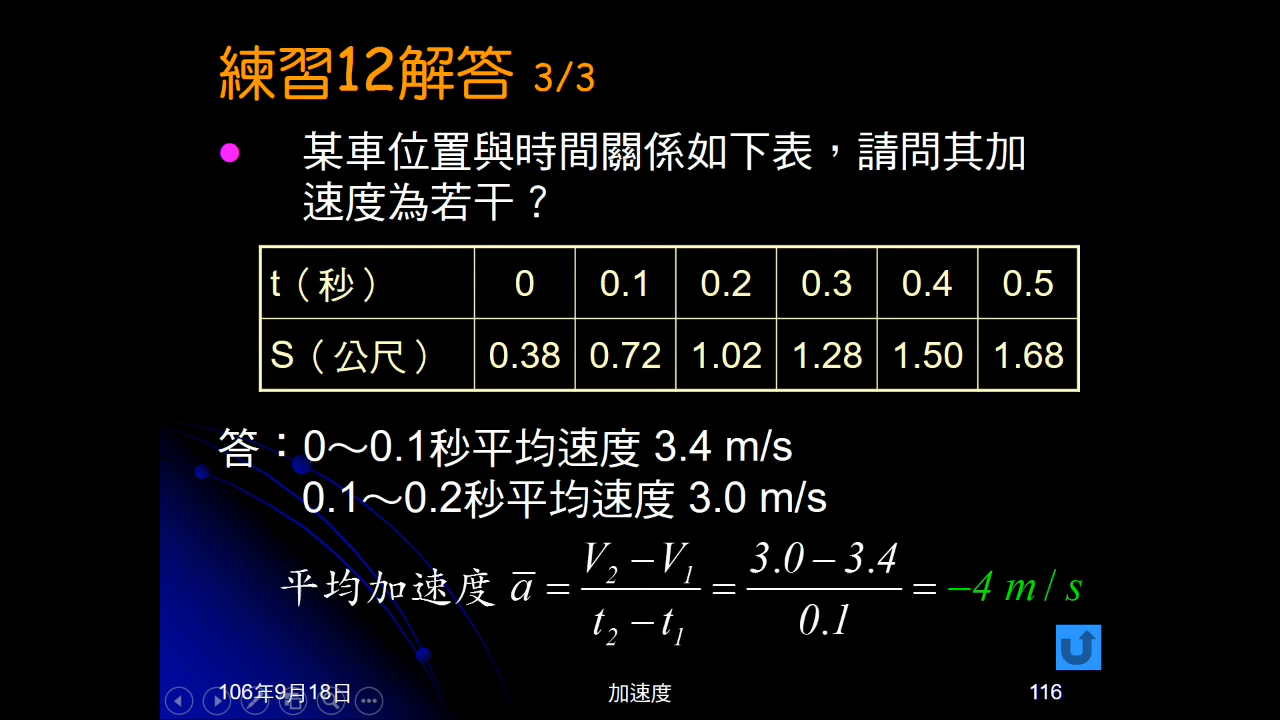 練習12解答 3/3
某車位置與時間關係如下表，請問其加
速度為若干？
t（秒） 0 0.1 0.2 0.3 0.4 0.5
S（公尺） 0.38 0.72 1.02 1.28 1.50 1.68
答：0～0.1秒平均速度 3.4 m/s
0.1～0.2秒平均速度 3.0 m/s
平均加速度 a̅ = (V₂ − V₁)/(t₂ − t₁) = (3.0 − 3.4)/0.1 = −4 m / s
106年9月18日 加速度 116